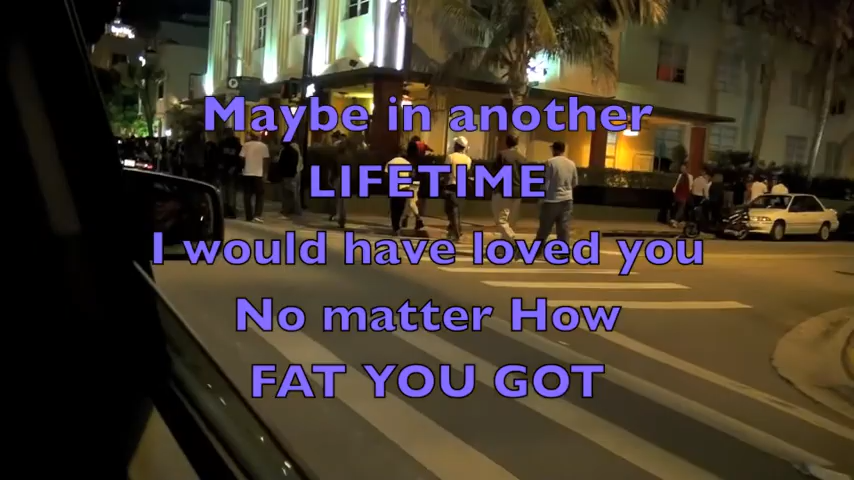 Maybe in another
LIFETIME
I would have loved you
No matter How
FAT YOU GOT